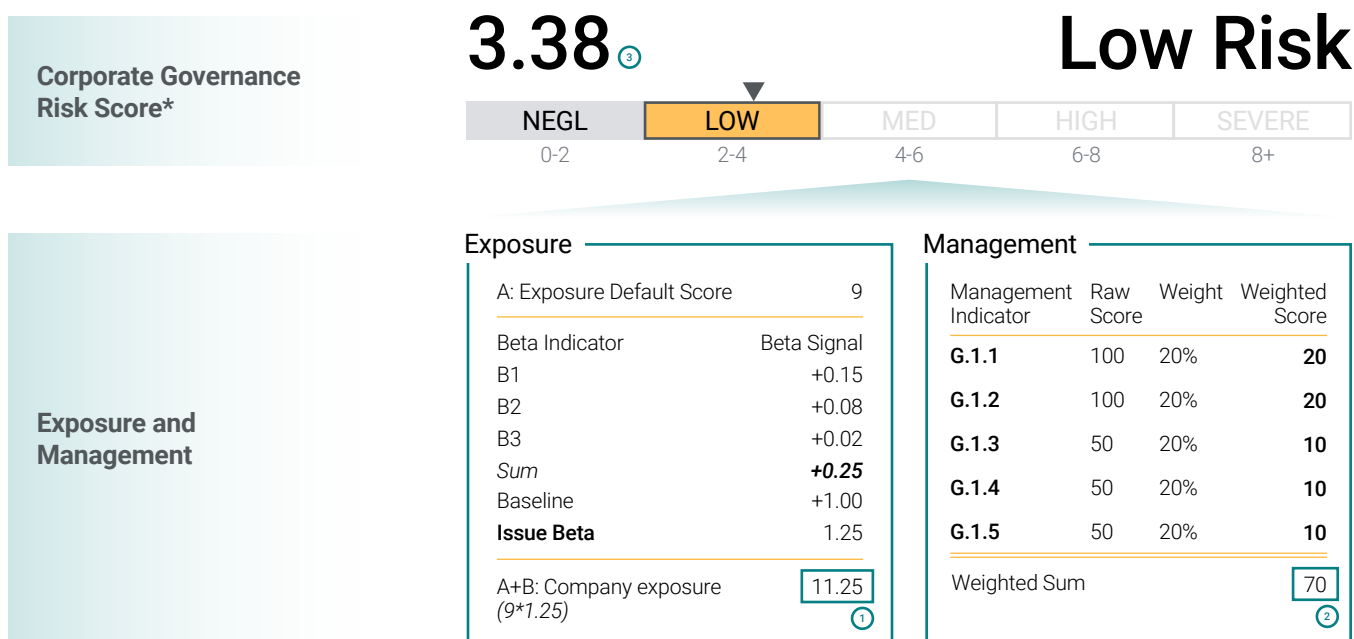 Corporate Governance
Risk Score*
3.38 3
Low Risk
NEGL LOW MED HIGH SEVERE
0-2 2-4 4-6 6-8 8+
Exposure and
Management
Exposure
A: Exposure Default Score 9
Beta Indicator Beta Signal
B1 +0.15
B2 +0.08
B3 +0.02
Sum +0.25
Baseline +1.00
Issue Beta 1.25
A+B: Company exposure 11.25
(9*1.25) 1
Management
Management Raw Weight Weighted
Indicator Score Score
G.1.1 100 20% 20
G.1.2 100 20% 20
G.1.3 50 20% 10
G.1.4 50 20% 10
G.1.5 50 20% 10
Weighted Sum 70
2